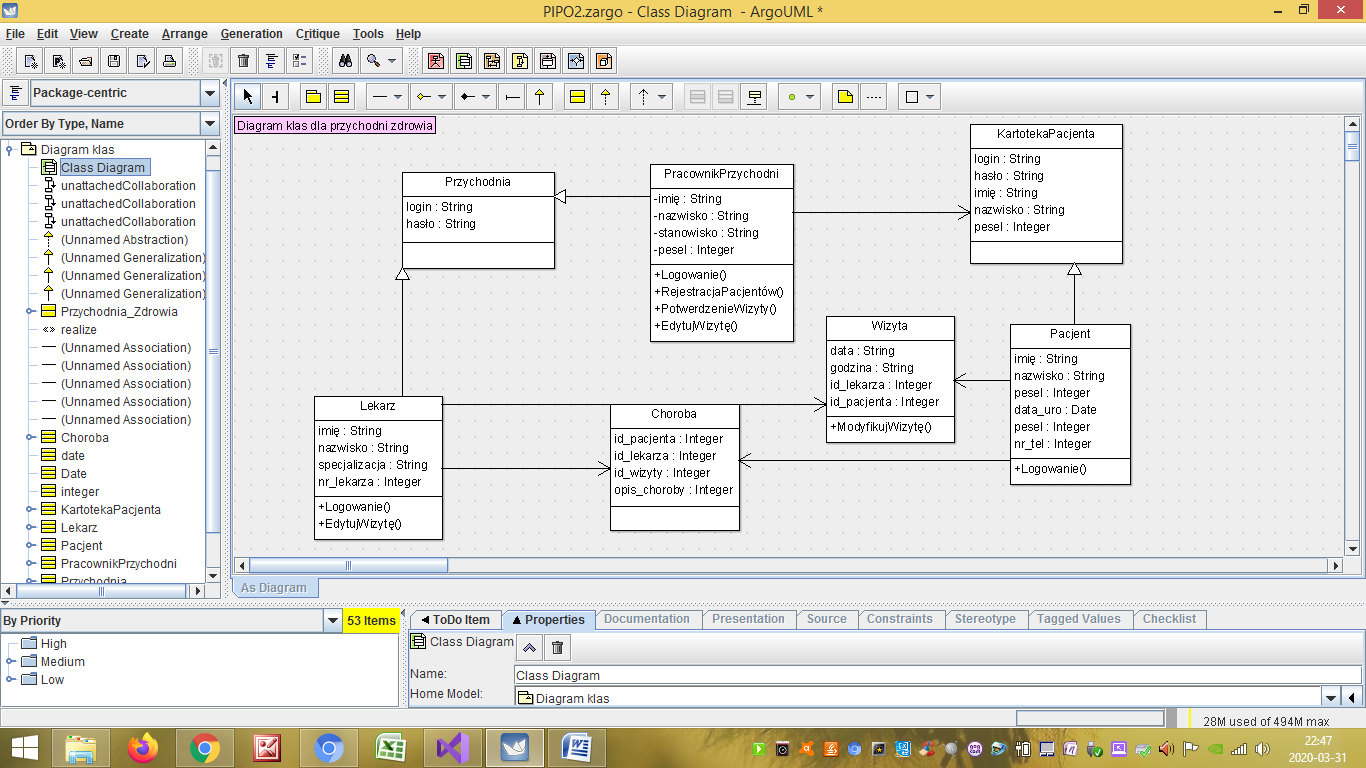 PIPO2.zargo - Class Diagram - ArgoUML *
File Edit View Create Arrange Generation Critique Tools Help
Package-centric
Order By Type, Name
Diagram klas
Class Diagram
unattachedCollaboration
unattachedCollaboration
unattachedCollaboration
(Unnamed Abstraction)
(Unnamed Generalization)
(Unnamed Generalization)
(Unnamed Generalization)
Przychodnia_Zdrowia
«» realize
(Unnamed Association)
(Unnamed Association)
(Unnamed Association)
(Unnamed Association)
(Unnamed Association)
Choroba
date
Date
integer
KartotekaPacjenta
Lekarz
Pacjent
PracownikPrzychodni
Przychodnia
Diagram klas dla przychodni zdrowia
Przychodnia
login : String
hasło : String
PracownikPrzychodni
-imię : String
-nazwisko : String
-stanowisko : String
-pesel : Integer
+Logowanie()
+RejestracjaPacjentów()
+PotwerdzenieWizyty()
+EdytujWizytę()
KartotekaPacjenta
login : String
hasło : String
imię : String
nazwisko : String
pesel : Integer
Wizyta
data : String
godzina : String
id_lekarza : Integer
id_pacjenta : Integer
+ModyfikujWizytę()
Pacjent
imię : String
nazwisko : String
pesel : Integer
data_uro : Date
pesel : Integer
nr_tel : Integer
+Logowanie()
Lekarz
imię : String
nazwisko : String
specjalizacja : String
nr_lekarza : Integer
+Logowanie()
+EdytujWizytę()
Choroba
id_pacjenta : Integer
id_lekarza : Integer
id_wizyty : Integer
opis_choroby : Integer
As Diagram
By Priority
53 Items
High
Medium
Low
ToDo Item Properties Documentation Presentation Source Constraints Stereotype Tagged Values Checklist
Class Diagram
Name: Class Diagram
Home Model: Diagram klas
28M used of 494M max
22:47
2020-03-31